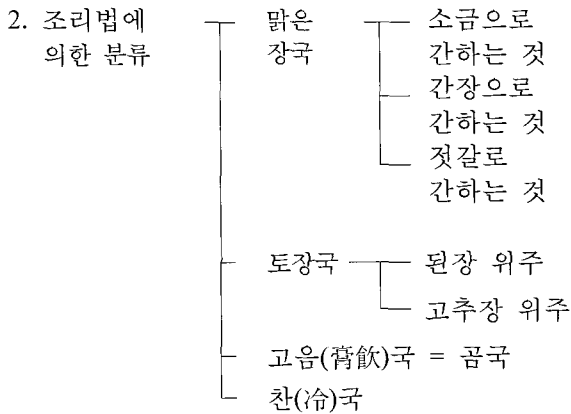 2. 조리법에 맑은 소금으로
의한 분류 장국 간하는 것
간장으로
간하는 것
젓갈로
간하는 것
토장국 된장 위주
고추장 위주
고음(膏飮)국 = 곰국
찬(冷)국